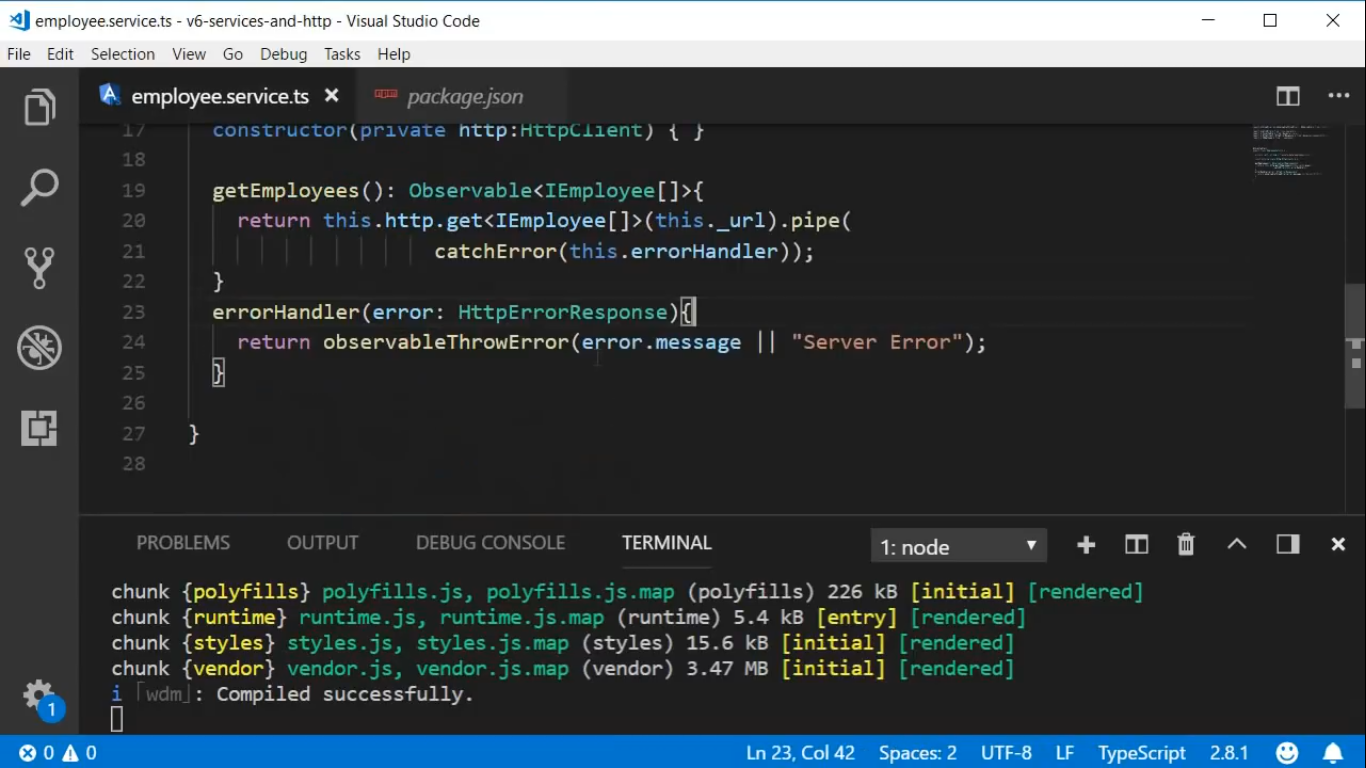 employee.service.ts - v6-services-and-http - Visual Studio Code
File Edit Selection View Go Debug Tasks Help
employee.service.ts package.json
17 constructor(private http:HttpClient) { }
18
19 getEmployees(): Observable<IEmployee[]>{
20 return this.http.get<IEmployee[]>(this._url).pipe(
21 catchError(this.errorHandler));
22 }
23 errorHandler(error: HttpErrorResponse){
24 return observableThrowError(error.message || "Server Error");
25 }
26
27 }
28
PROBLEMS OUTPUT DEBUG CONSOLE TERMINAL 1: node
chunk {polyfills} polyfills.js, polyfills.js.map (polyfills) 226 kB [initial] [rendered]
chunk {runtime} runtime.js, runtime.js.map (runtime) 5.4 kB [entry] [rendered]
chunk {styles} styles.js, styles.js.map (styles) 15.6 kB [initial] [rendered]
chunk {vendor} vendor.js, vendor.js.map (vendor) 3.47 MB [initial] [rendered]
i ｢wdm｣: Compiled successfully.
1
0 0 Ln 23, Col 42 Spaces: 2 UTF-8 LF TypeScript 2.8.1